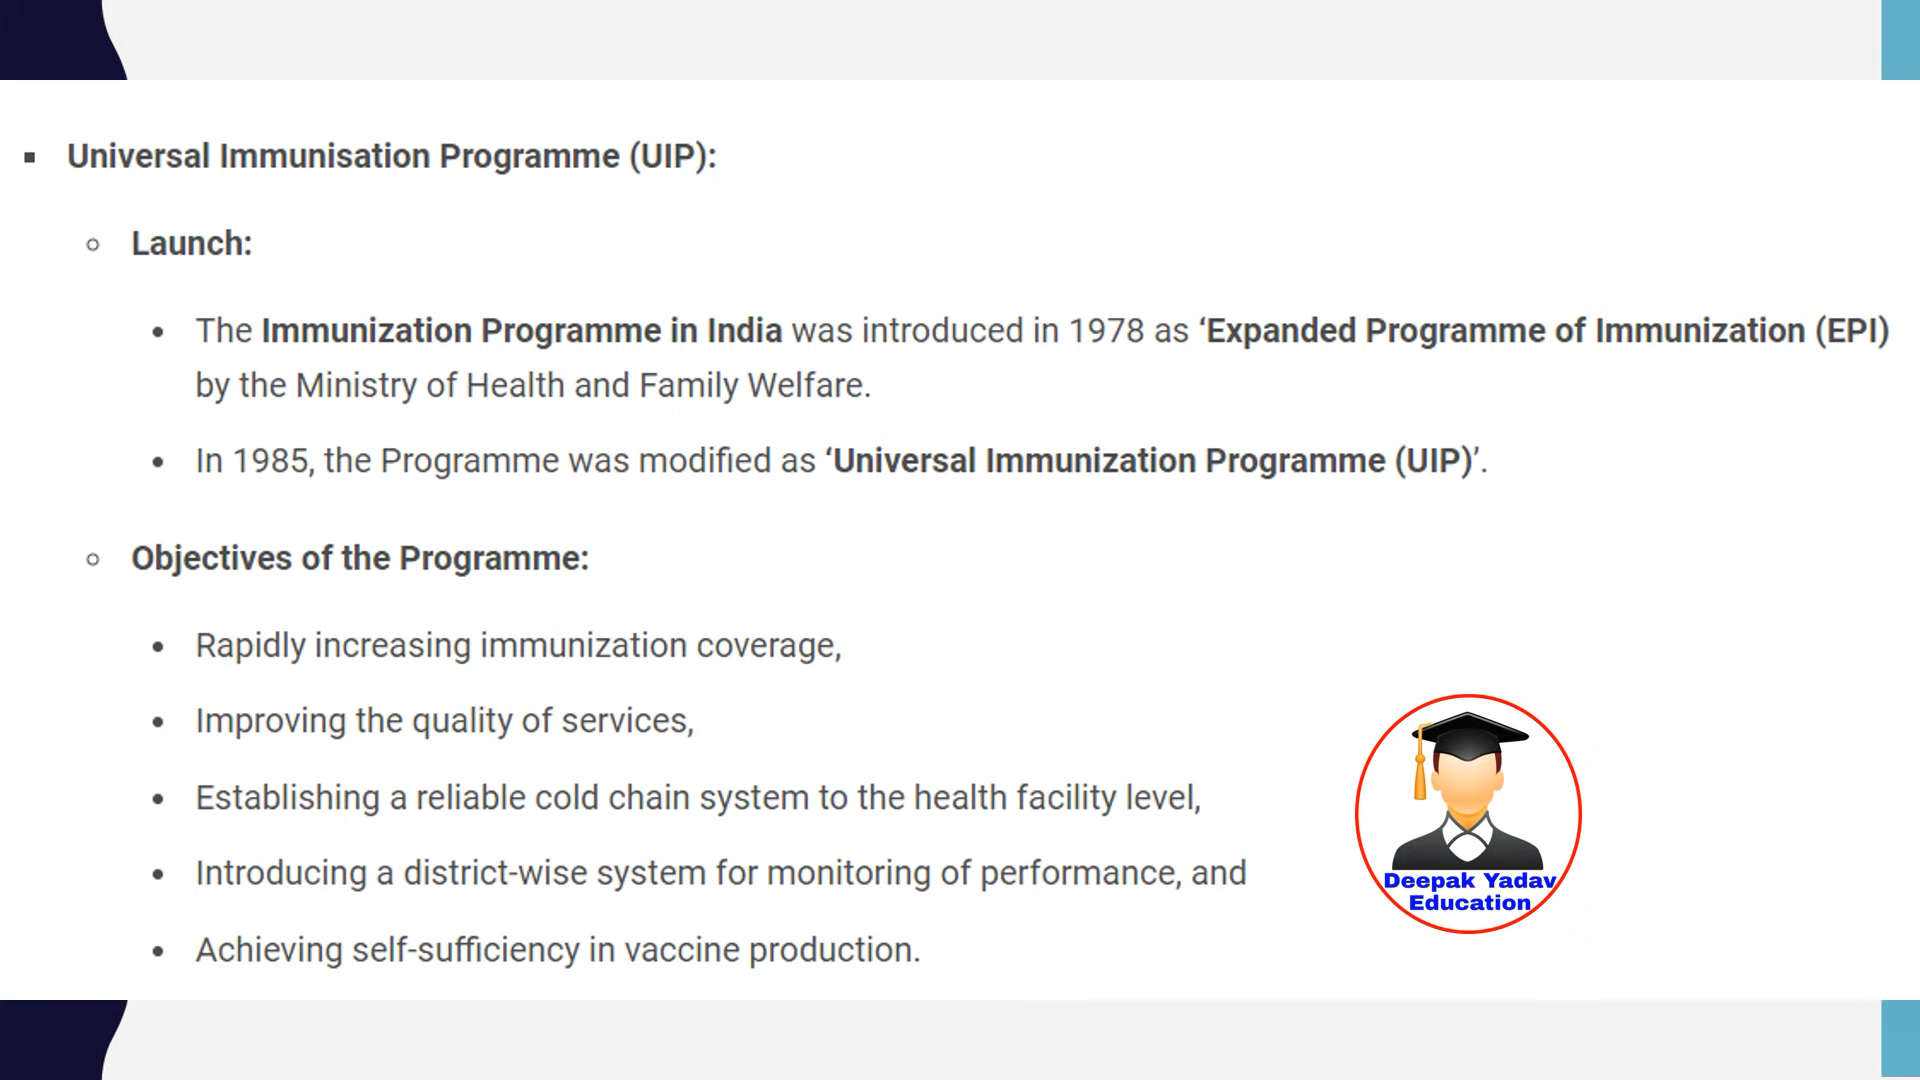 Universal Immunisation Programme (UIP):
Launch:
The Immunization Programme in India was introduced in 1978 as ‘Expanded Programme of Immunization (EPI)
by the Ministry of Health and Family Welfare.
In 1985, the Programme was modified as ‘Universal Immunization Programme (UIP)’.
Objectives of the Programme:
Rapidly increasing immunization coverage,
Improving the quality of services,
Establishing a reliable cold chain system to the health facility level,
Introducing a district-wise system for monitoring of performance, and
Achieving self-sufficiency in vaccine production.
Deepak Yadav
Education